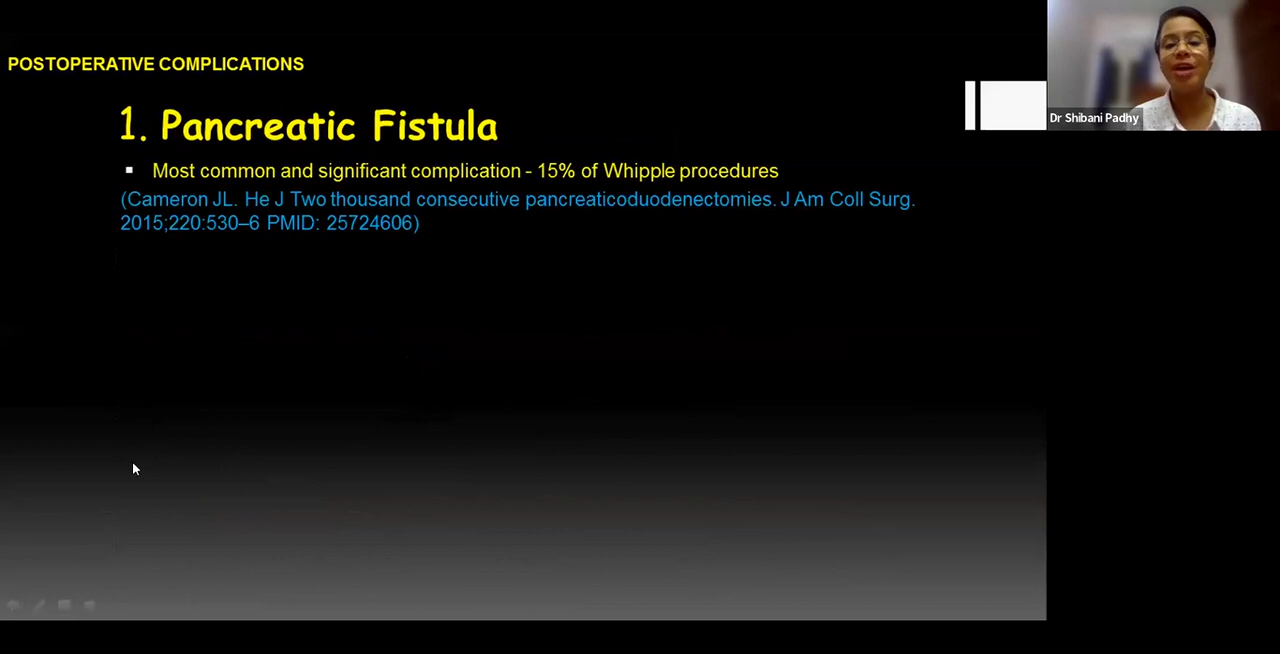 POSTOPERATIVE COMPLICATIONS
1. Pancreatic Fistula
▪ Most common and significant complication - 15% of Whipple procedures
(Cameron JL. He J Two thousand consecutive pancreaticoduodenectomies. J Am Coll Surg.
2015;220:530–6 PMID: 25724606)
Dr Shibani Padhy